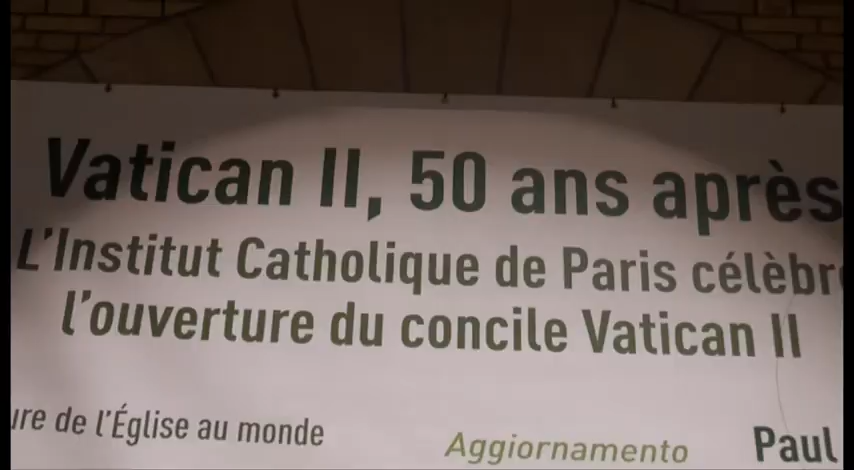 Vatican II, 50 ans après
L'Institut Catholique de Paris célèbr
l'ouverture du concile Vatican II
ure de l'Église au monde
Aggiornamento
Paul